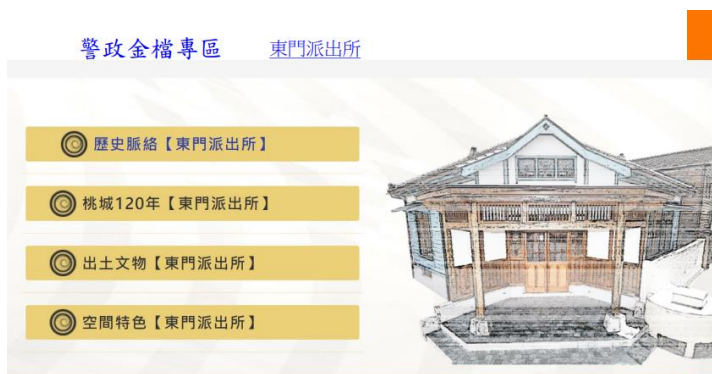 警政金檔專區 東門派出所
歷史脈絡【東門派出所】
桃城120年【東門派出所】
出土文物【東門派出所】
空間特色【東門派出所】